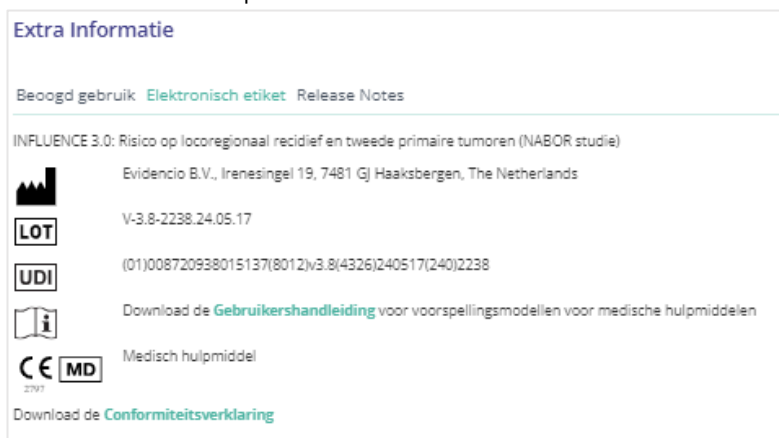 Extra Informatie
Beoogd gebruik Elektronisch etiket Release Notes
INFLUENCE 3.0: Risico op locoregionaal recidief en tweede primaire tumoren (NABOR studie)
Evidencio B.V., Irenesingel 19, 7481 GJ Haaksbergen, The Netherlands
LOT V-3.8-2238.24.05.17
UDI (01)008720938015137(8012)v3.8(4326)240517(240)2238
Download de Gebruikershandleiding voor voorspellingsmodellen voor medische hulpmiddelen
CE MD Medisch hulpmiddel
2797
Download de Conformiteitsverklaring